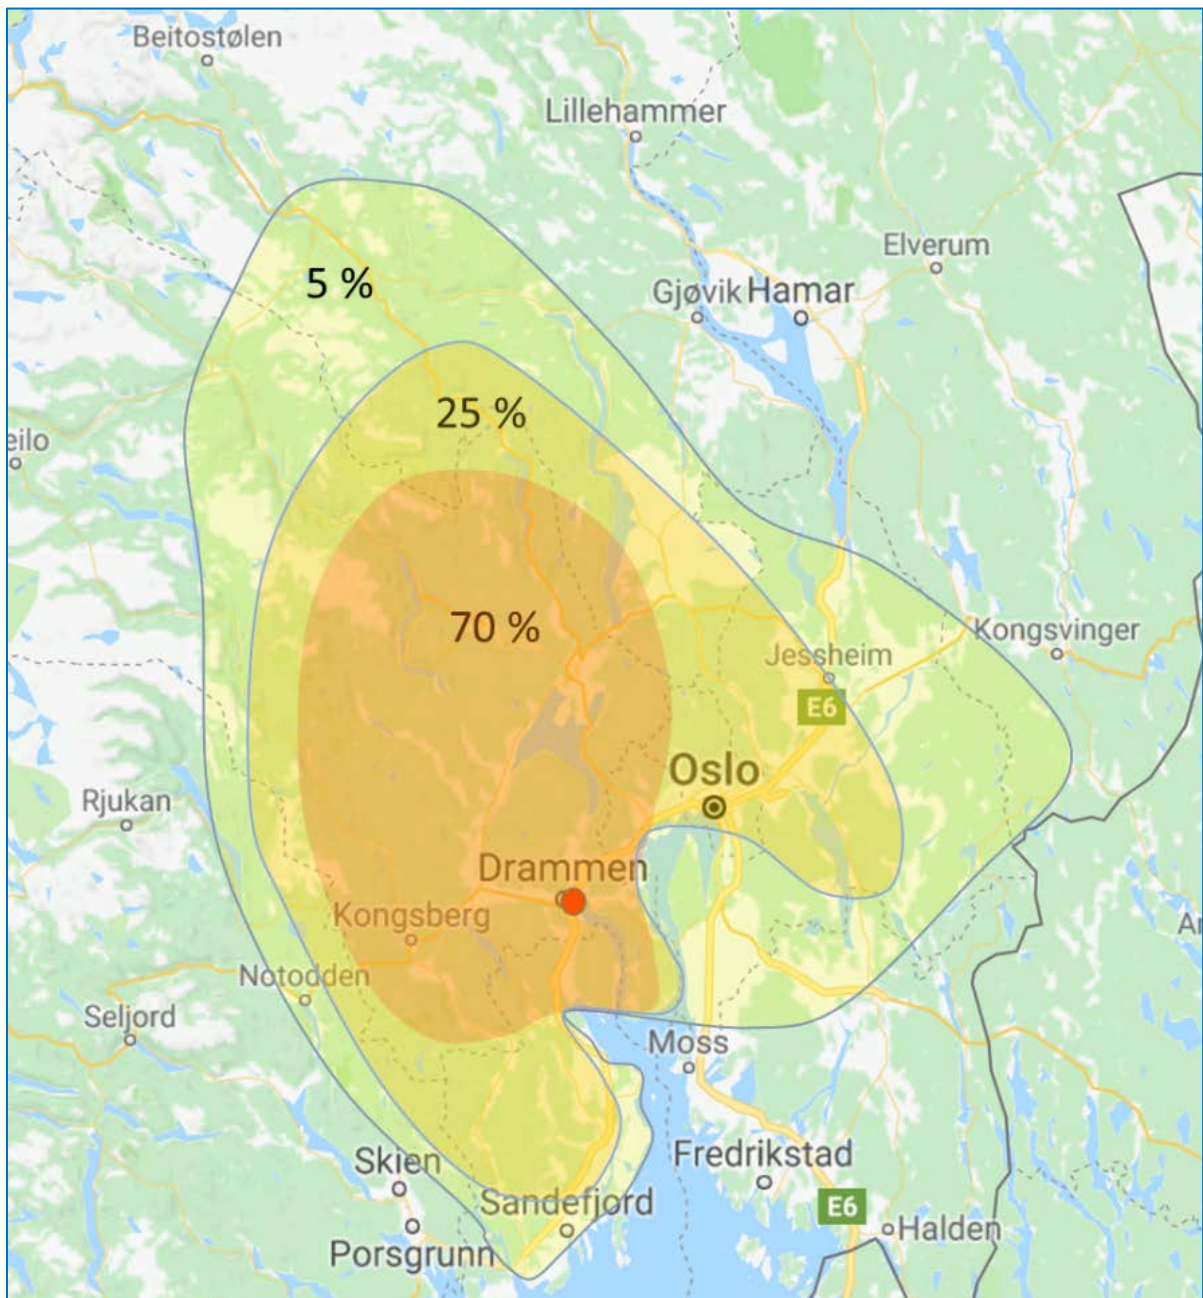 Beitostølen
Lillehammer
Elverum
5 %
Gjøvik Hamar
25 %
eilo
70 %
Kongsvinger
Jessheim
E6
Oslo
Rjukan
Drammen
Kongsberg
Ar
Notodden
Seljord
Moss
Skien
Fredrikstad
Sandefjord
E6
Halden
Porsgrunn